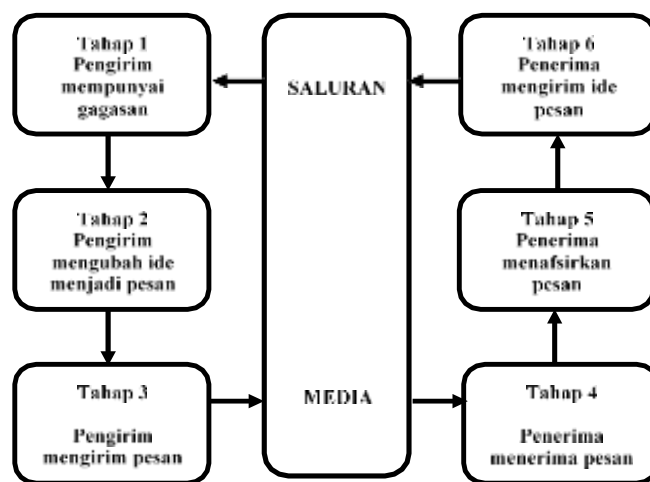 Tahap 1
Pengirim
mempunyai
gagasan
Tahap 2
Pengirim
mengubah ide
menjadi pesan
Tahap 3
Pengirim
mengirim pesan
SALURAN
MEDIA
Tahap 4
Penerima
menerima pesan
Tahap 5
Penerima
menafsirkan
pesan
Tahap 6
Penerima
mengirim ide
pesan